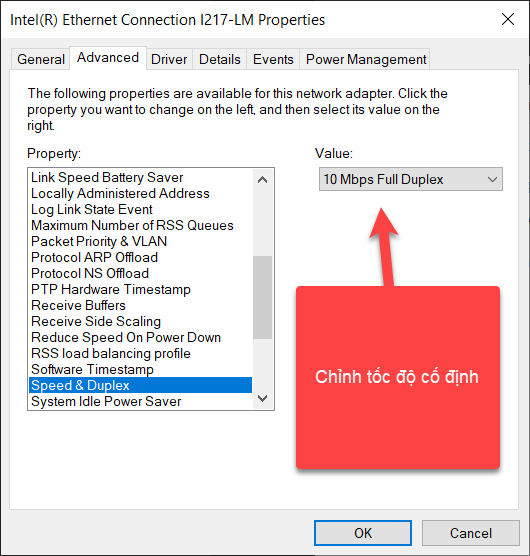 Intel(R) Ethernet Connection I217-LM Properties
General
Advanced
Driver
Details
Events
Power Management
The following properties are available for this network adapter. Click the
property you want to change on the left, and then select its value on the
right.
Property:
Value:
Link Speed Battery Saver
Locally Administered Address
Log Link State Event
Maximum Number of RSS Queues
Packet Priority & VLAN
Protocol ARP Offload
Protocol NS Offload
PTP Hardware Timestamp
Receive Buffers
Receive Side Scaling
Reduce Speed On Power Down
RSS load balancing profile
Software Timestamp
Speed & Duplex
System Idle Power Saver
10 Mbps Full Duplex
Chỉnh tốc độ cố định
OK
Cancel